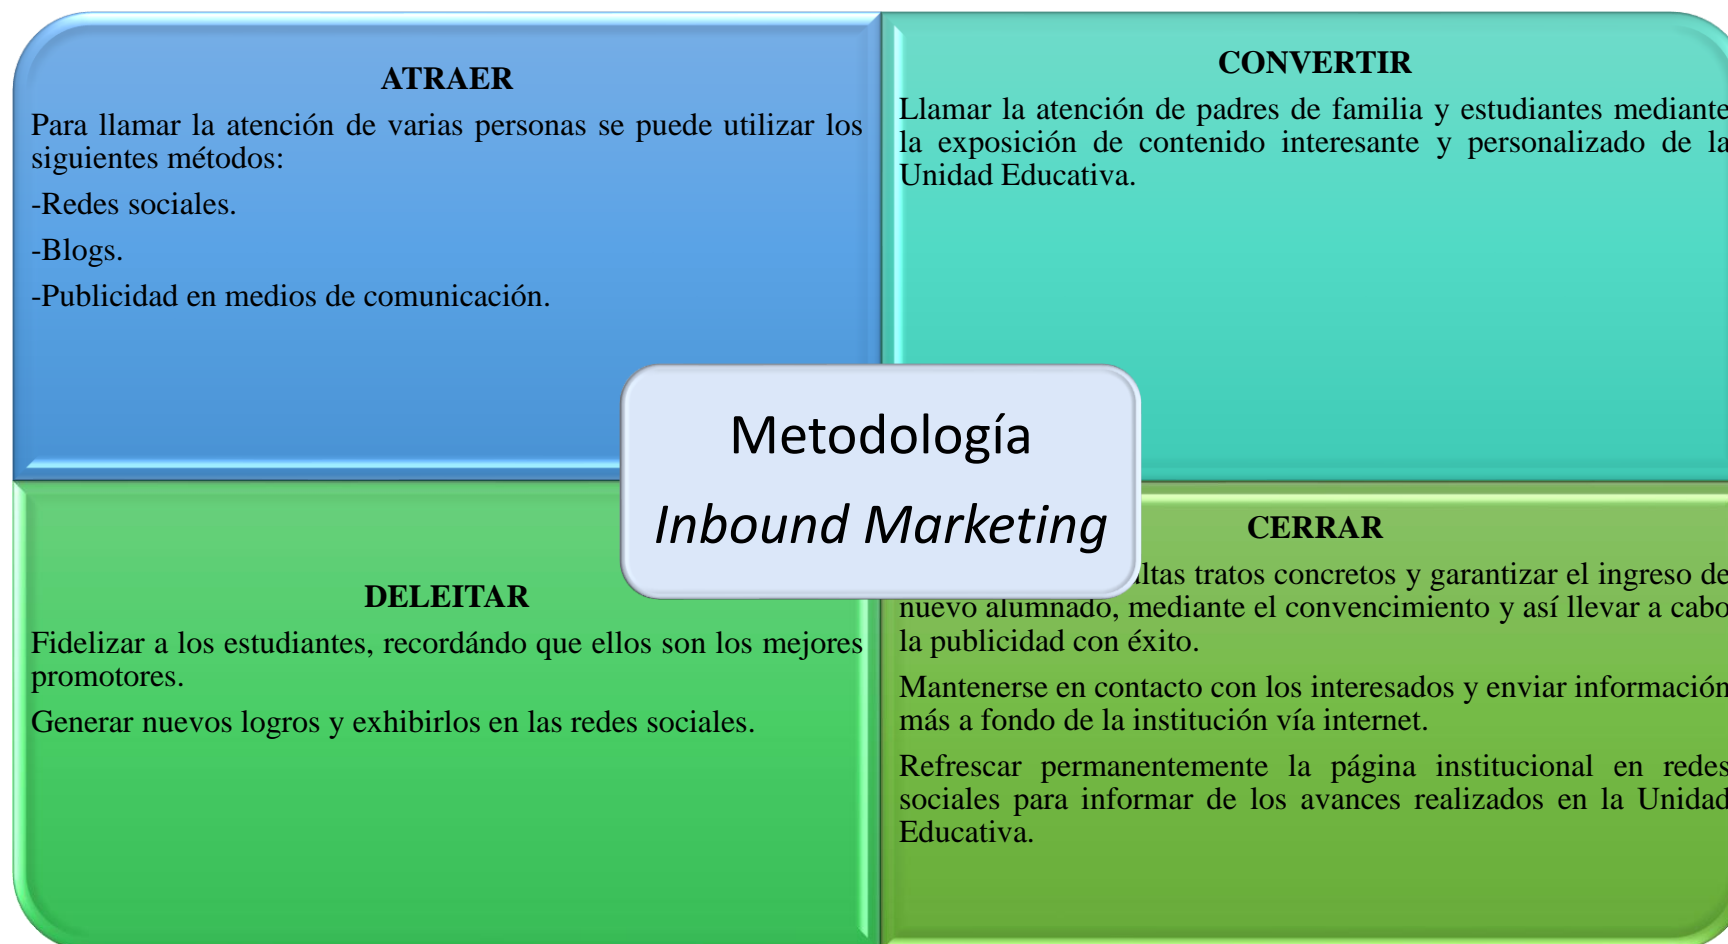 ATRAER
Para llamar la atención de varias personas se puede utilizar los
siguientes métodos:
-Redes sociales.
-Blogs.
-Publicidad en medios de comunicación.
CONVERTIR
Llamar la atención de padres de familia y estudiantes mediante
la exposición de contenido interesante y personalizado de la
Unidad Educativa.
Metodología
Inbound Marketing
DELEITAR
Fidelizar a los estudiantes, recordándo que ellos son los mejores
promotores.
Generar nuevos logros y exhibirlos en las redes sociales.
CERRAR
tratos concretos y garantizar el ingreso de
nuevo alumnado, mediante el convencimiento y así llevar a cabo
la publicidad con éxito.
Mantenerse en contacto con los interesados y enviar información
más a fondo de la institución vía internet.
Refrescar permanentemente la página institucional en redes
sociales para informar de los avances realizados en la Unidad
Educativa.